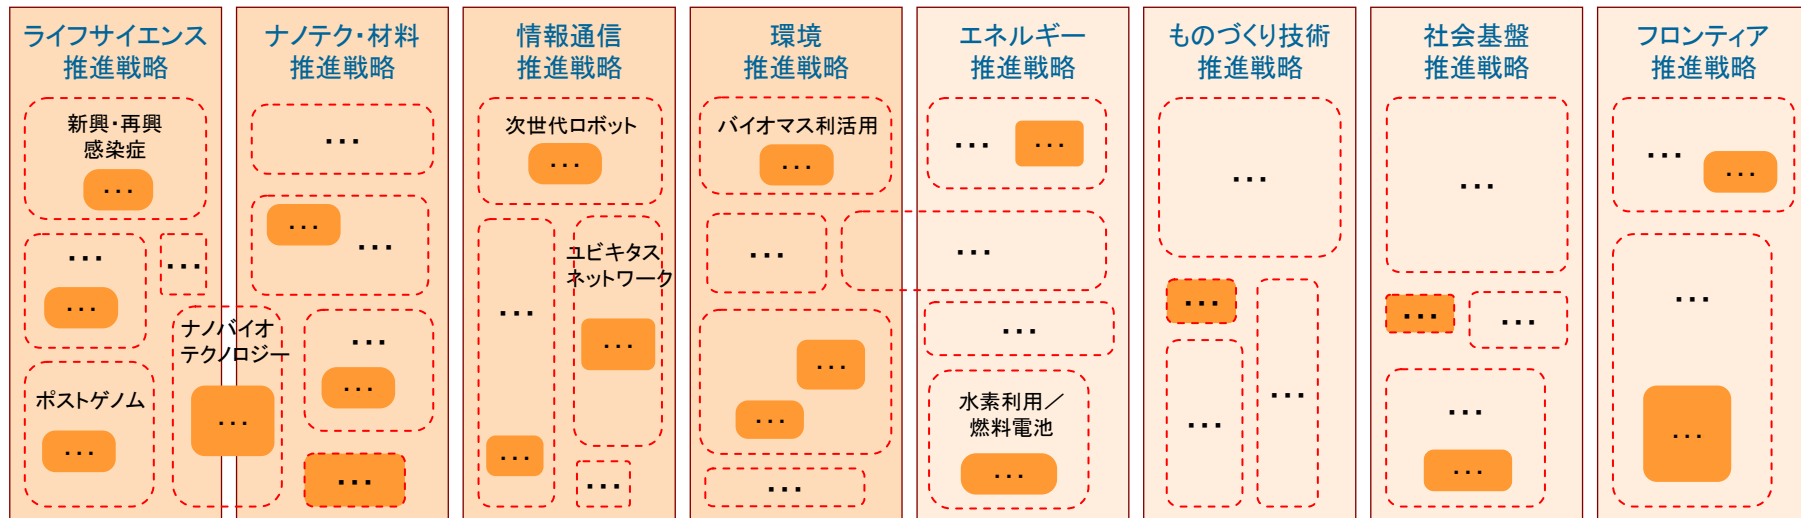 ライフサイエンス
推進戦略
新興・再興
感染症
...
...
...
...
ナノバイオ
テクノロジー
...
ポストゲノム
...
ナノテク・材料
推進戦略
...
...
...
...
...
...
情報通信
推進戦略
次世代ロボット
...
...
...
ユビキタス
ネットワーク
...
...
環境
推進戦略
バイオマス利活用
...
...
...
...
...
エネルギー
推進戦略
...
...
...
...
水素利用／
燃料電池
...
ものづくり技術
推進戦略
...
...
...
...
社会基盤
推進戦略
...
...
...
...
...
フロンティア
推進戦略
...
...
...
...